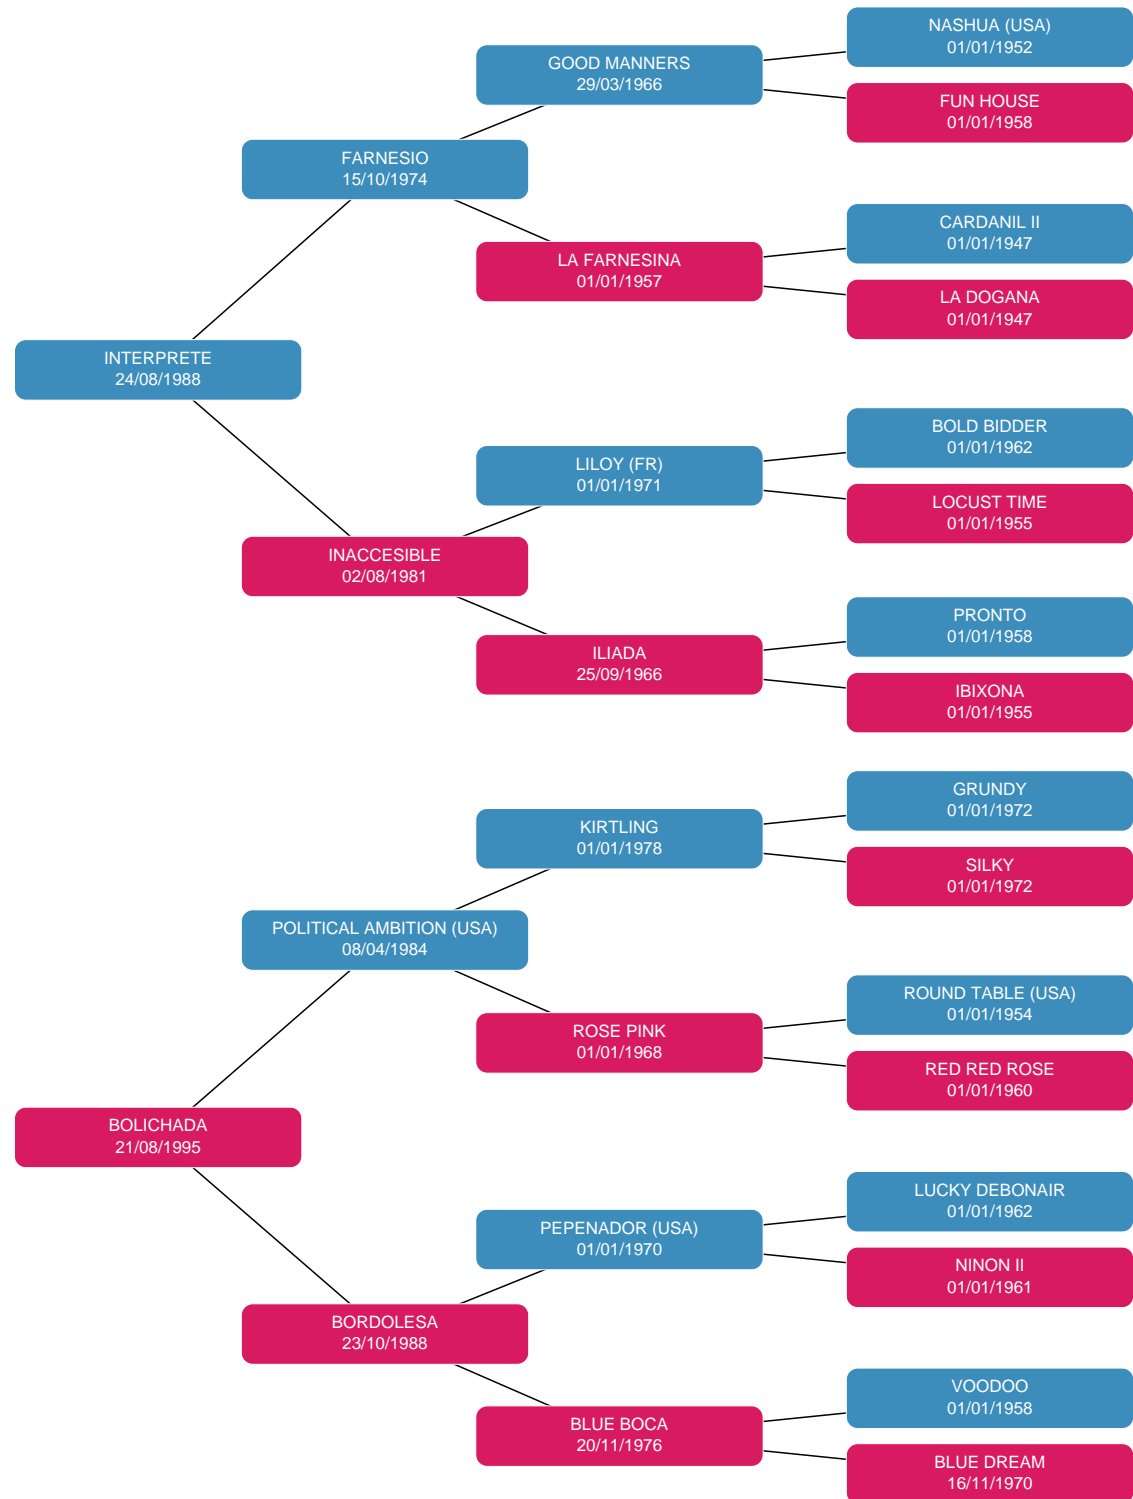 NASHUA (USA)
01/01/1952
GOOD MANNERS
29/03/1966
FUN HOUSE
01/01/1958
FARNESIO
15/10/1974
CARDANIL II
01/01/1947
LA FARNESINA
01/01/1957
LA DOGANA
01/01/1947
INTERPRETE
24/08/1988
BOLD BIDDER
01/01/1962
LILOY (FR)
01/01/1971
LOCUST TIME
01/01/1955
INACCESIBLE
02/08/1981
PRONTO
01/01/1958
ILIADA
25/09/1966
IBIXONA
01/01/1955
GRUNDY
01/01/1972
KIRTLING
01/01/1978
SILKY
01/01/1972
POLITICAL AMBITION (USA)
08/04/1984
ROUND TABLE (USA)
01/01/1954
ROSE PINK
01/01/1968
RED RED ROSE
01/01/1960
BOLICHADA
21/08/1995
LUCKY DEBONAIR
01/01/1962
PEPENADOR (USA)
01/01/1970
NINON II
01/01/1961
BORDOLESA
23/10/1988
VOODOO
01/01/1958
BLUE BOCA
20/11/1976
BLUE DREAM
16/11/1970